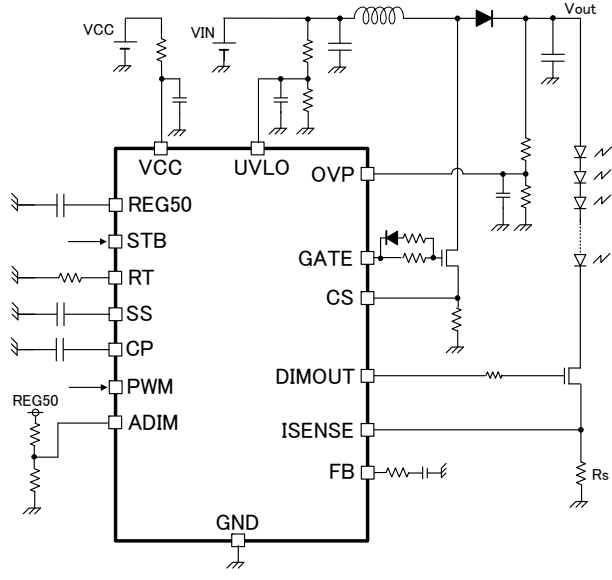 VCC
VIN
Vout
VCC
UVLO
OVP
REG50
STB
GATE
RT
CS
SS
CP
DIMOUT
PWM
REG50
ADIM
ISENSE
FB
Rs
GND